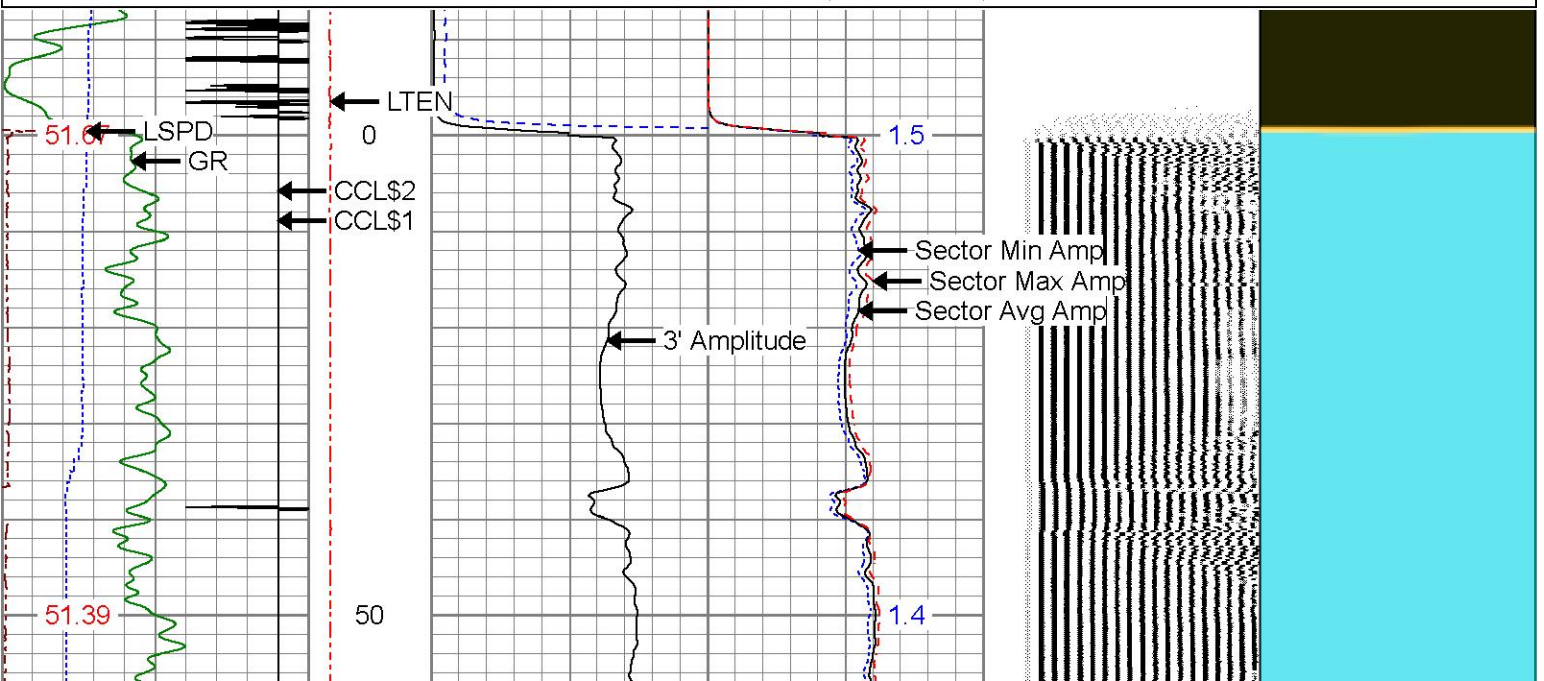 LTEN
51.67
LSPD
0
1.5
GR
CCL$2
CCL$1
Sector Min Amp
Sector Max Amp
Sector Avg Amp
3' Amplitude
51.39
50
1.4